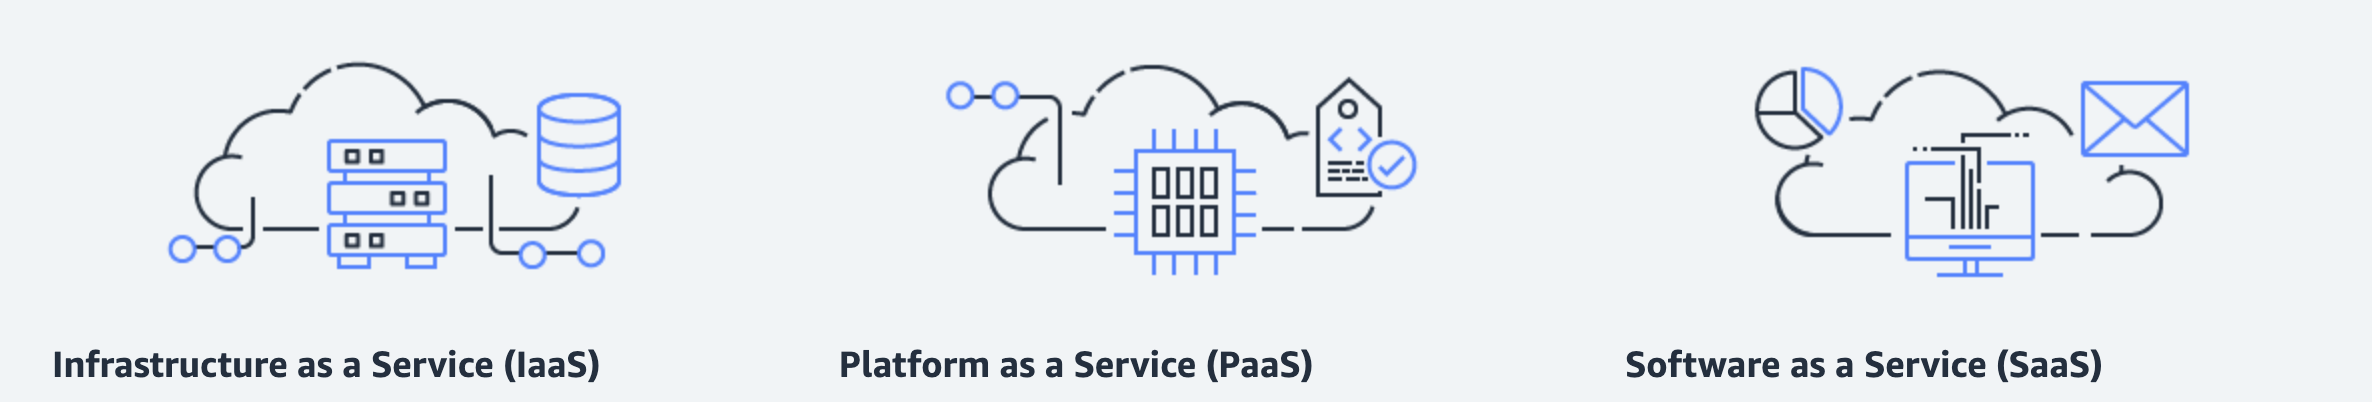 Infrastructure as a Service (IaaS)
Platform as a Service (PaaS)
Software as a Service (SaaS)